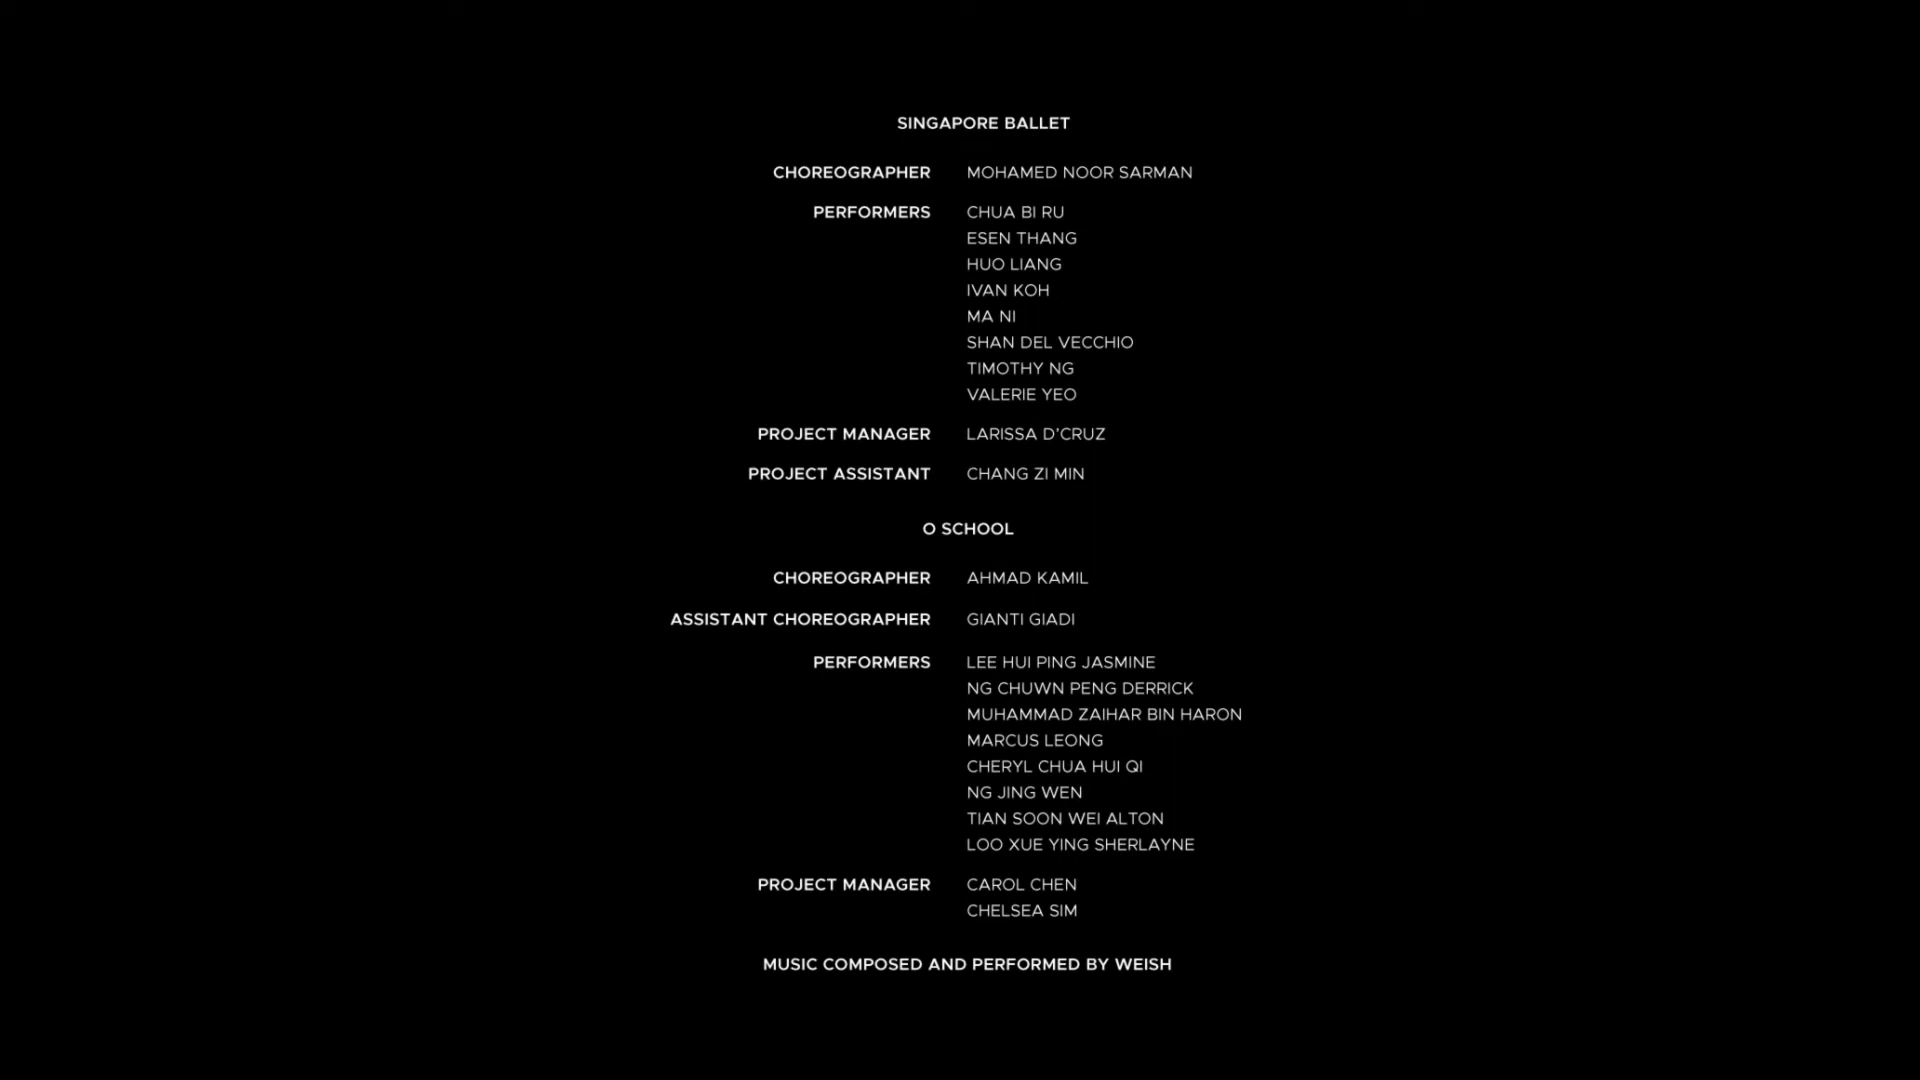 SINGAPORE BALLET
CHOREOGRAPHER MOHAMED NOOR SARMAN
PERFORMERS CHUA BI RU
ESEN THANG
HUO LIANG
IVAN KOH
MA NI
SHAN DEL VECCHIO
TIMOTHY NG
VALERIE YEO
PROJECT MANAGER LARISSA D'CRUZ
PROJECT ASSISTANT CHANG ZI MIN
O SCHOOL
CHOREOGRAPHER AHMAD KAMIL
ASSISTANT CHOREOGRAPHER GIANTI GIADI
PERFORMERS LEE HUI PING JASMINE
NG CHUWN PENG DERRICK
MUHAMMAD ZAIHAR BIN HARON
MARCUS LEONG
CHERYL CHUA HUI QI
NG JING WEN
TIAN SOON WEI ALTON
LOO XUE YING SHERLAYNE
PROJECT MANAGER CAROL CHEN
CHELSEA SIM
MUSIC COMPOSED AND PERFORMED BY WEISH